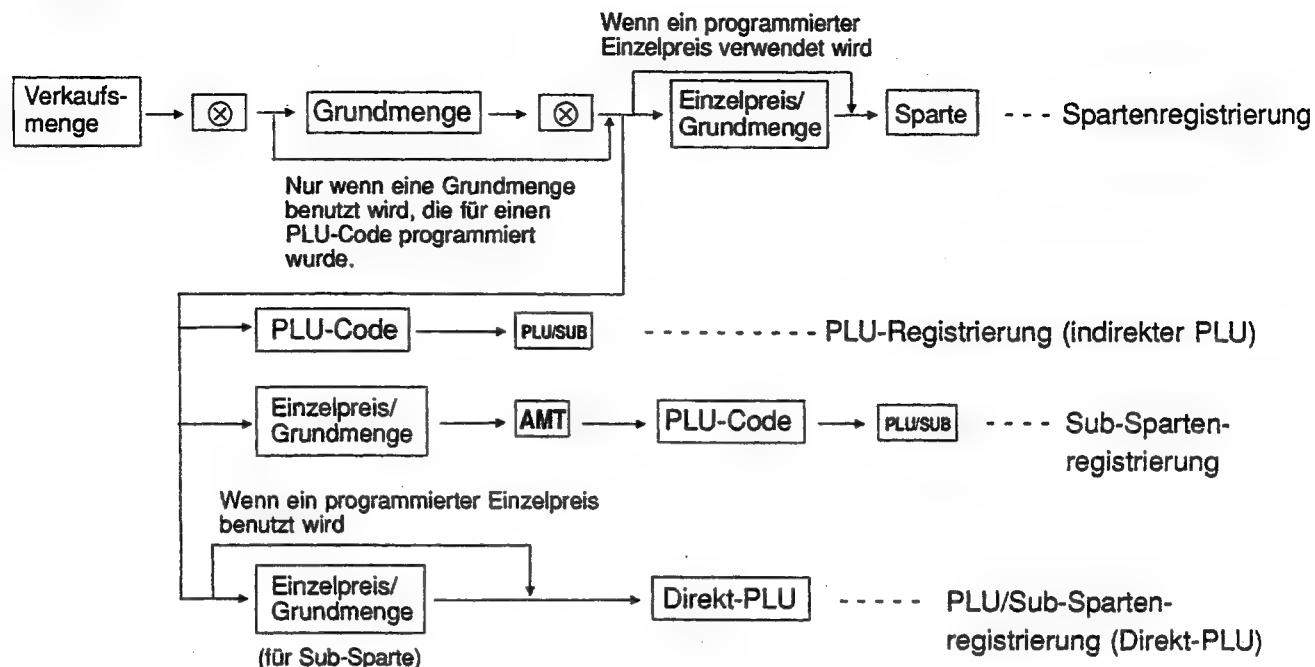 Wenn ein programmierter
Einzelpreis verwendet wird
Verkaufs-
menge
⊗
Grundmenge
⊗
Einzelpreis/
Grundmenge
Sparte
--- Spartenregistrierung
Nur wenn eine Grundmenge
benutzt wird, die für einen
PLU-Code programmiert
wurde.
PLU-Code
PLU/SUB
PLU-Registrierung (indirekter PLU)
Einzelpreis/
Grundmenge
AMT
PLU-Code
PLU/SUB
Sub-Sparten-
registrierung
Wenn ein programmierter Einzelpreis
benutzt wird
Einzelpreis/
Grundmenge
(für Sub-Sparte)
Direkt-PLU
PLU/Sub-Sparten-
registrierung (Direkt-PLU)